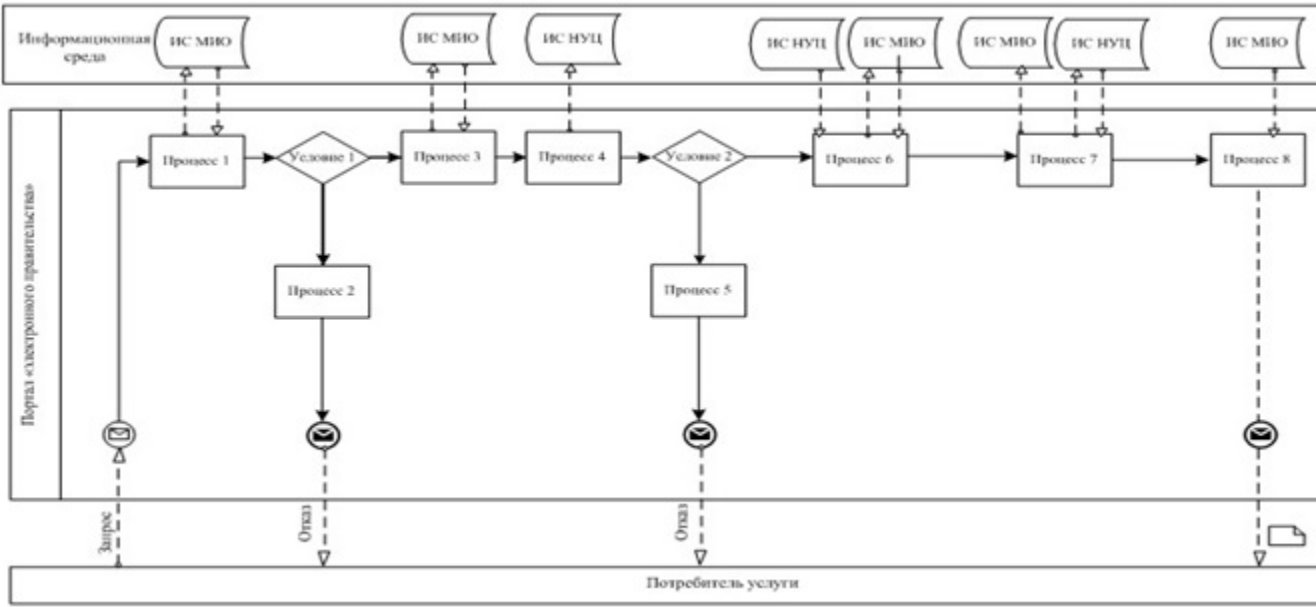 Информационная
среда
ИС МИО
ИС МИО
ИС НУЦ
ИС НУЦ
ИС МИО
ИС МИО
ИС НУЦ
ИС МИО
Портал «электронного правительства»
Процесс 1
Условие 1
Процесс 3
Процесс 4
Условие 2
Процесс 6
Процесс 7
Процесс 8
Процесс 2
Процесс 5
Запрос
Отказ
Отказ
Потребитель услуги